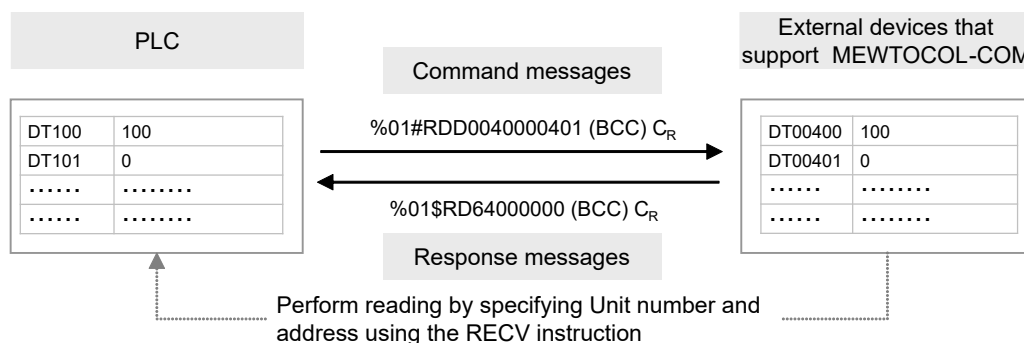 PLC
External devices that
support MEWTOCOL-COM
Command messages
%01#RDD0040000401 (BCC) CR
DT100 100
DT101 0
...... ........
...... ........
DT00400 100
DT00401 0
...... ........
...... ........
%01$RD64000000 (BCC) CR
Response messages
Perform reading by specifying Unit number and
address using the RECV instruction